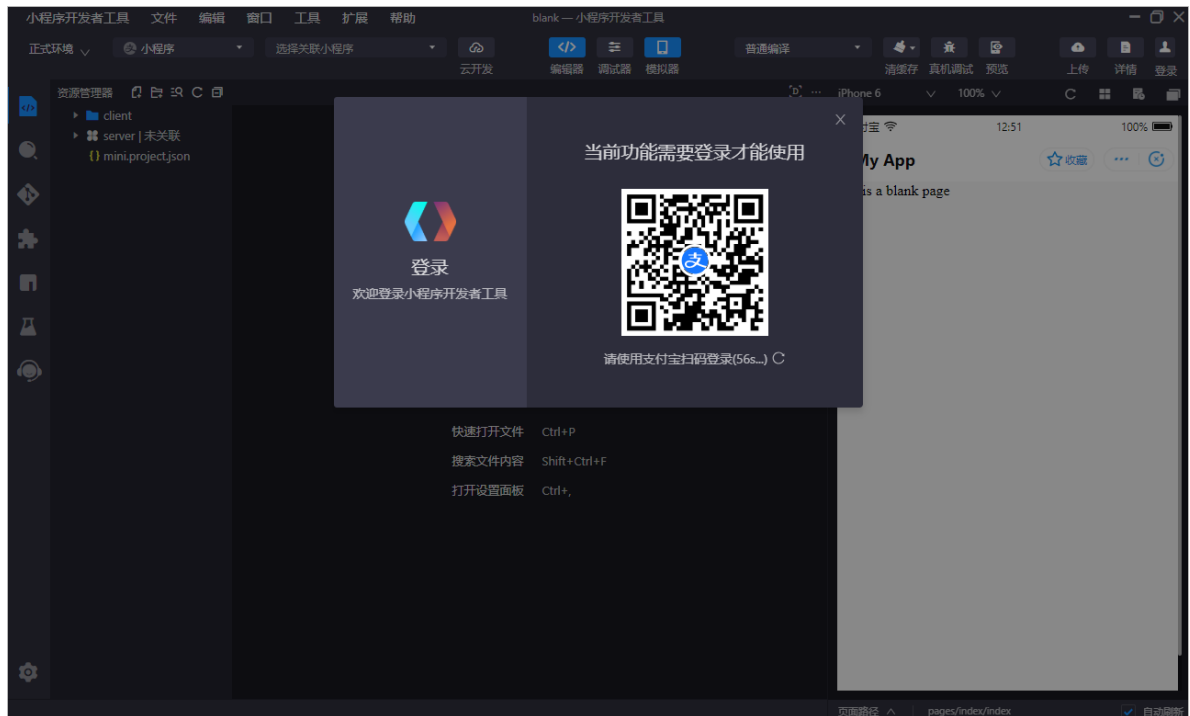 小程序开发者工具 文件 编辑 窗口 工具 扩展 帮助 blank — 小程序开发者工具
正式环境 小程序 选择关联小程序 普通编译
云开发 编辑器 调试器 模拟器 清缓存 真机调试 预览 上传 详情 登录
资源管理器 iPhone 6 100%
client
server | 未关联
mini.project.json
当前功能需要登录才能使用
支
登录
欢迎登录小程序开发者工具
请使用支付宝扫码登录(56s...)
快速打开文件 Ctrl+P
搜索文件内容 Shift+Ctrl+F
打开设置面板 Ctrl+,
宝 12:51 100%
My App 收藏
is a blank page
页面路径 pages/index/index 自动刷新